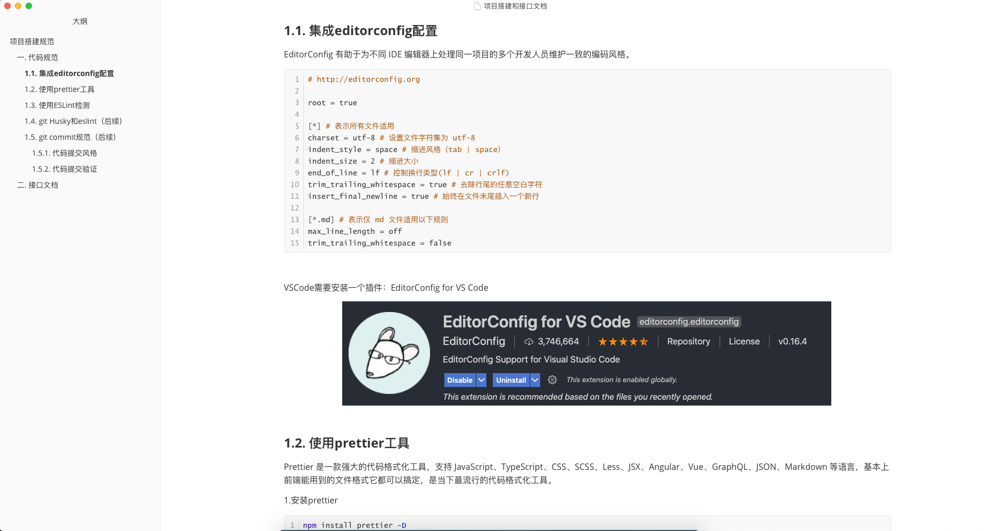 项目搭建和接口文档
大纲
项目搭建规范
一. 代码规范
1.1. 集成editorconfig配置
1.2. 使用prettier工具
1.3. 使用ESLint检测
1.4. git Husky和eslint（后续）
1.5. git commit规范（后续）
1.5.1. 代码提交风格
1.5.2. 代码提交验证
二. 接口文档
1.1. 集成editorconfig配置
EditorConfig 有助于为不同 IDE 编辑器上处理同一项目的多个开发人员维护一致的编码风格。
1 # http://editorconfig.org
2
3 root = true
4
5 [*] # 表示所有文件适用
6 charset = utf-8 # 设置文件字符集为 utf-8
7 indent_style = space # 缩进风格（tab | space）
8 indent_size = 2 # 缩进大小
9 end_of_line = lf # 控制换行类型(lf | cr | crlf)
10 trim_trailing_whitespace = true # 去除行尾的任意空白字符
11 insert_final_newline = true # 始终在文件末尾插入一个新行
12
13 [*.md] # 表示仅 md 文件适用以下规则
14 max_line_length = off
15 trim_trailing_whitespace = false
VSCode需要安装一个插件：EditorConfig for VS Code
EditorConfig for VS Code editorconfig.editorconfig
EditorConfig 3,746,664 Repository License v0.16.4
EditorConfig Support for Visual Studio Code
Disable Uninstall This extension is enabled globally.
This extension is recommended based on the files you recently opened.
1.2. 使用prettier工具
Prettier 是一款强大的代码格式化工具，支持 JavaScript、TypeScript、CSS、SCSS、Less、JSX、Angular、Vue、GraphQL、JSON、Markdown 等语言，基本上
前端能用到的文件格式它都可以搞定，是当下最流行的代码格式化工具。
1.安装prettier
1 npm install prettier -D